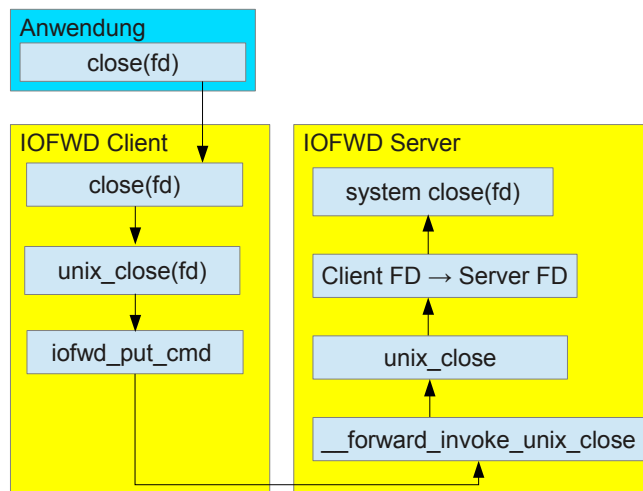 Anwendung
close(fd)
IOFWD Client
close(fd)
unix_close(fd)
iofwd_put_cmd
IOFWD Server
system close(fd)
Client FD → Server FD
unix_close
__forward_invoke_unix_close